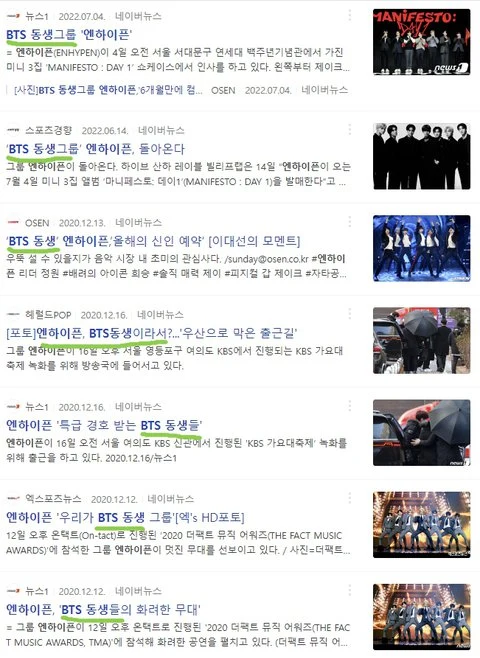 뉴스1 2022.07.04. 네이버뉴스
BTS 동생그룹 '엔하이픈'
= 엔하이픈(ENHYPEN)이 4일 오전 서울 서대문구 연세대 백주년기념관에서 가진
미니 3집 'MANIFESTO : DAY 1' 쇼케이스에서 인사를 하고 있다. 왼쪽부터 제이크...
[사진]BTS 동생그룹 엔하이픈,'6개월만에 컴... OSEN 2022.07.04. 네이버뉴스
MANIFESTO:
news1
스포츠경향 2022.06.14. 네이버뉴스
'BTS 동생그룹' 엔하이픈, 돌아온다
그룹 엔하이픈이 돌아온다. 하이브 산하 레이블 빌리프랩은 14일 "엔하이픈이 오는
7월 4일 미니 3집 앨범 '마니페스토: 데이1'(MANIFESTO : DAY 1)을 발매한다"고 ...
OSEN 2020.12.13. 네이버뉴스
'BTS 동생' 엔하이픈,'올해의 신인 예약' [이대선의 모멘트]
우뚝 설 수 있을지가 음악 시장 내 초미의 관심사다. /sunday@osen.co.kr #엔하이
픈 리더 정원 #배려의 아이콘 희승 #솔직 매력 제이 #피지컬 갑 제이크 #자타공...
헤럴드POP 2020.12.16. 네이버뉴스
[포토]엔하이픈, BTS동생이라서?...'우산으로 막은 출근길'
그룹 엔하이픈이 16일 오후 서울 영등포구 여의도 KBS에서 진행되는 KBS 가요대
축제 녹화를 위해 방송국에 들어서고 있다.
뉴스1 2020.12.16. 네이버뉴스
엔하이픈 '특급 경호 받는 BTS 동생들'
엔하이픈이 16일 오전 서울 여의도 KBS 신관에서 진행된 'KBS 가요대축제' 녹화를
위해 출근을 하고 있다. 2020.12.16/뉴스1
news1
엑스포츠뉴스 2020.12.12. 네이버뉴스
엔하이픈 '우리가 BTS 동생 그룹'[엑's HD포토]
12일 오후 온택트(On-tact)로 진행된 '2020 더팩트 뮤직 어워즈(THE FACT MUSIC
AWARDS)'에 참석한 그룹 엔하이픈이 멋진 무대를 선보이고 있다. / 사진=더팩트...
뉴스1 2020.12.12. 네이버뉴스
엔하이픈, 'BTS 동생들의 화려한 무대'
= 그룹 엔하이픈이 12일 오후 온택트로 진행된 '2020 더팩트 뮤직 어워즈(THE FA
CT MUSIC AWARDS, TMA)'에 참석해 화려한 공연을 펼치고 있다. (더팩트 뮤직 어...
news1